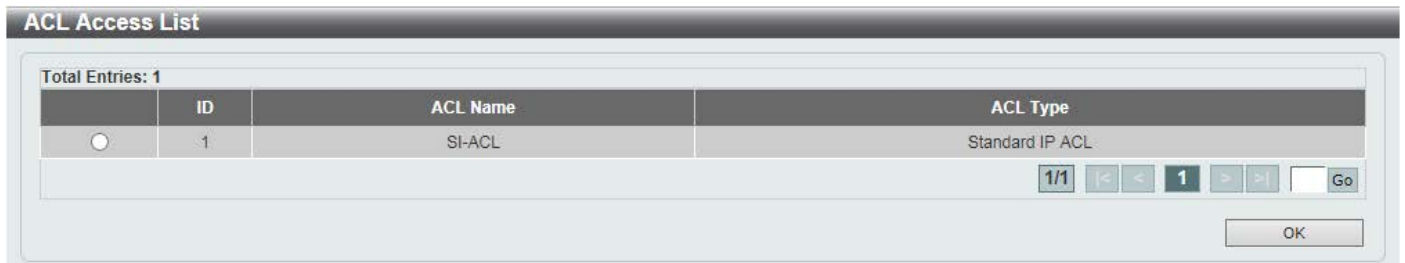 ACL Access List
Total Entries: 1
ID ACL Name ACL Type
1 SI-ACL Standard IP ACL
1/1 |< < 1 > >| Go
OK